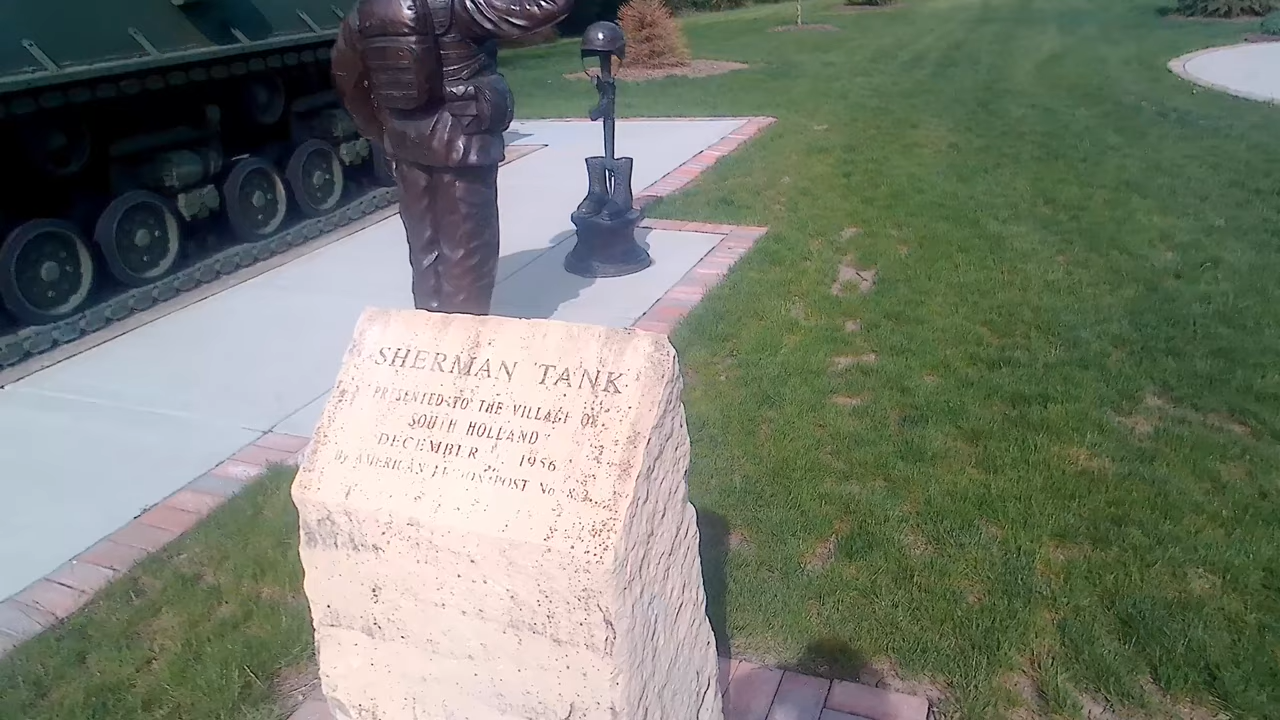 SHERMAN TANK
PRESENTED TO THE VILLAGE OF
SOUTH HOLLAND
DECEMBER 1956
By AMERICAN LEGION POST No